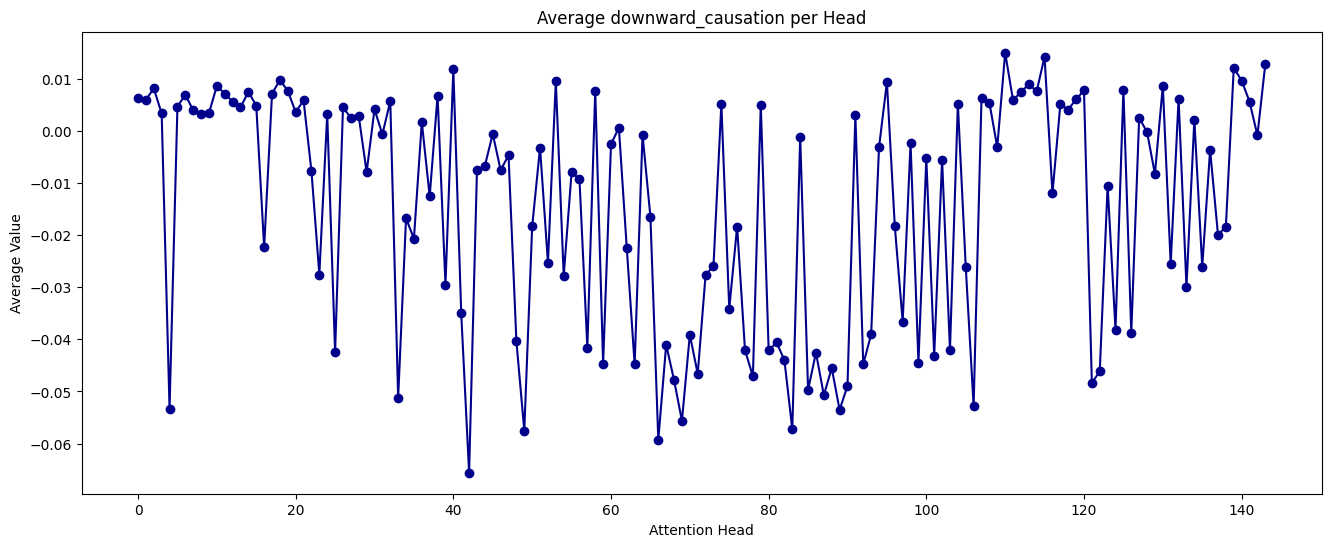 Average downward_causation per Head
Average Value
0.01
0.00
−0.01
−0.02
−0.03
−0.04
−0.05
−0.06
0 20 40 60 80 100 120 140
Attention Head